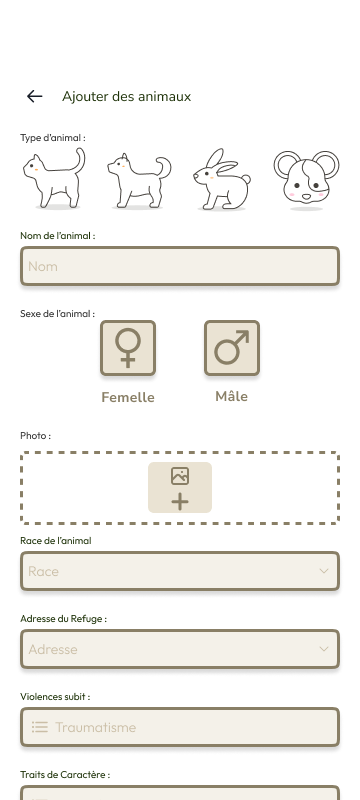 Ajouter des animaux
Type d'animal :
Nom de l'animal :
Nom
Sexe de l'animal :
Femelle
Mâle
Photo :
Race de l'animal
Race
Adresse du Refuge :
Adresse
Violences subit :
Traumatisme
Traits de Caractère :